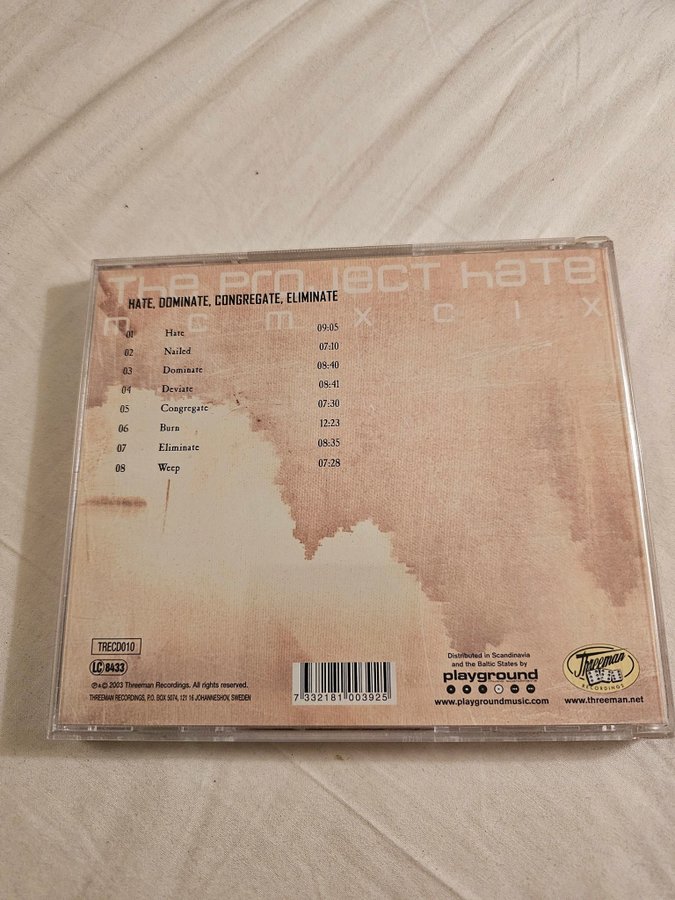 The PROJECT HATE
MCMXCIX
HATE, DOMINATE, CONGREGATE, ELIMINATE
01 Hate 09:05
02 Nailed 07:10
03 Dominate 08:40
04 Deviate 08:41
05 Congregate 07:30
06 Burn 12:23
07 Eliminate 08:35
08 Weep 07:28
TRECD010
LC 8433
℗&© 2003 Threeman Recordings. All rights reserved.
THREEMAN RECORDINGS, P.O. BOX 5074, 121 16 JOHANNESHOV, SWEDEN
7 332181 003925
Distributed in Scandinavia
and the Baltic States by
playground
www.playgroundmusic.com
Threeman
RECORDINGS
www.threeman.net